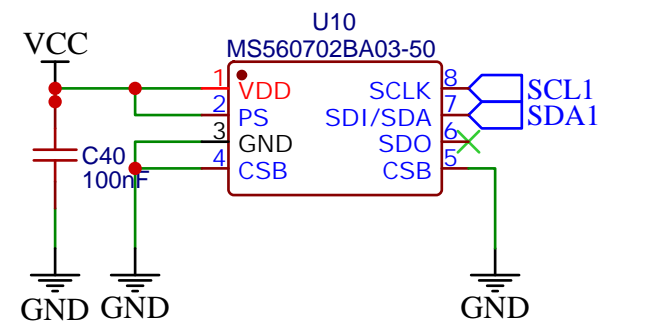 U10
MS560702BA03-50
VCC
1 VDD
2 PS
3 GND
4 CSB
8 SCLK
7 SDI/SDA
6 SDO
5 CSB
SCL1
SDA1
C40
100nF
GND
GND
GND